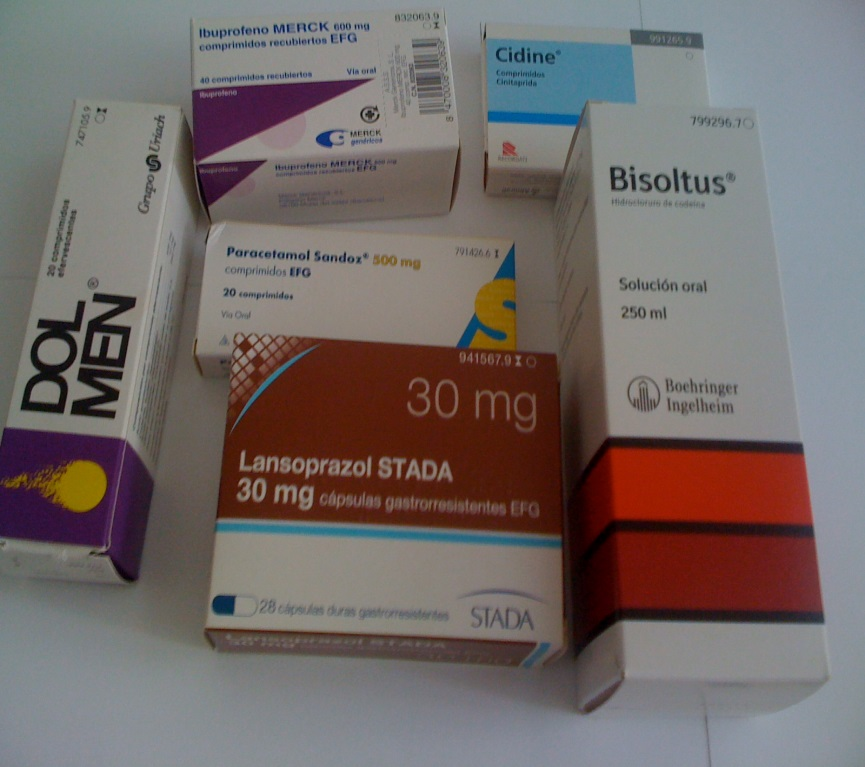 Ibuprofeno MERCK 600 mg
comprimidos recubiertos EFG
832063.9
40 comprimidos recubiertos
Vía oral
Ibuprofeno
MERCK
genéricos
Ibuprofeno
Ibuprofeno MERCK 600 mg
comprimidos recubiertos EFG
991265.9
Cidine®
Comprimidos
Cinitaprida
RECORDATI
747105.9
Grupo Uriach
20 comprimidos
efervescentes
DOL
MEN®
Paracetamol Sandoz® 500 mg
791426.6
comprimidos EFG
20 comprimidos
Vía Oral
S
941567.9
30 mg
Lansoprazol STADA
30 mg cápsulas gastrorresistentes EFG
28 cápsulas duras gastrorresistentes
STADA
Lansoprazol STADA
30 mg
799296.7
Bisoltus®
Hidrocloruro de codeína
Solución oral
250 ml
Boehringer
Ingelheim